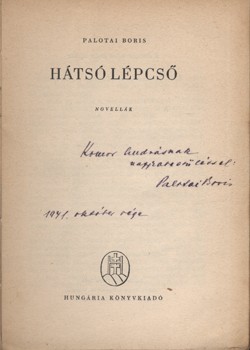 PALOTAI BORIS
HÁTSÓ LÉPCSŐ
NOVELLÁK
Komor Andrásnak
nagyrabecsüléssel:
Palotai Boris
1941. október vége
HUNGÁRIA KÖNYVKIADÓ